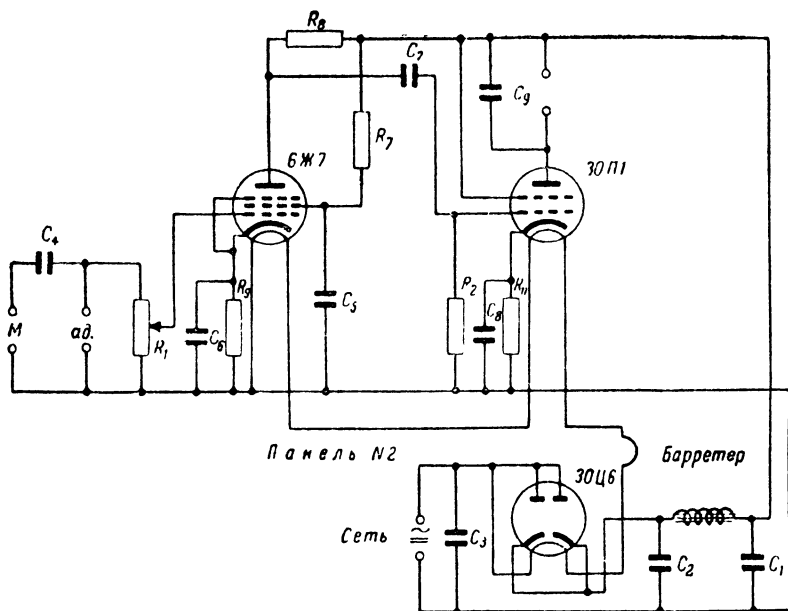 R8
C7
C9
R7
6Ж7
30П1
C4
М
ад.
R1
C6
R9
C5
P2
C8
R11
Панель N2
30Ц6
Барретер
Сеть
C3
C2
C1